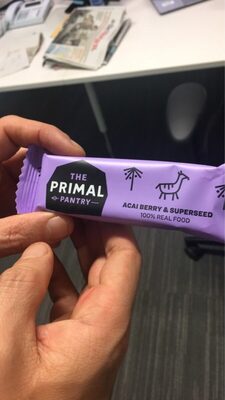 THE
PRIMAL
PANTRY
ACAI BERRY & SUPERSEED
100% REAL FOOD